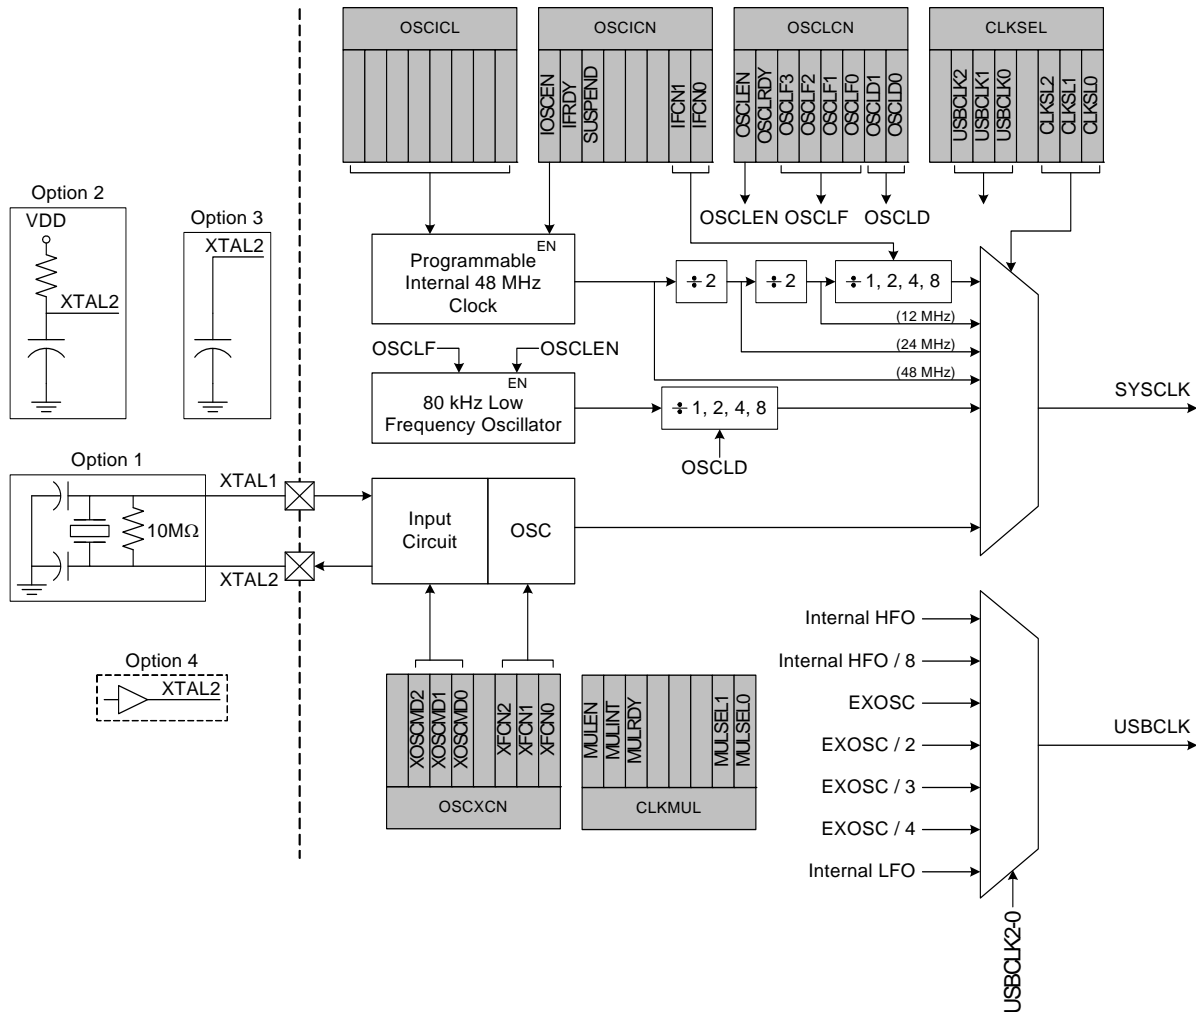 OSCICL
OSCICN
OSCLCN
CLKSEL
IOSCEN
IFRDY
SUSPEND
IFCN1
IFCN0
OSCLEN
OSCLRDY
OSCLF3
OSCLF2
OSCLF1
OSCLF0
OSCLD1
OSCLD0
USBCLK2
USBCLK1
USBCLK0
CLKSL2
CLKSL1
CLKSL0
Option 2
VDD
XTAL2
Option 3
XTAL2
OSCLEN
OSCLF
OSCLD
EN
Programmable
Internal 48 MHz
Clock
÷ 2
÷ 2
÷ 1, 2, 4, 8
(12 MHz)
(24 MHz)
(48 MHz)
OSCLF
OSCLEN
EN
80 kHz Low
Frequency Oscillator
÷ 1, 2, 4, 8
OSCLD
SYSCLK
Option 1
10MΩ
XTAL1
XTAL2
Input
Circuit
OSC
Option 4
XTAL2
XOSCMD2
XOSCMD1
XOSCMD0
XFCN2
XFCN1
XFCN0
OSCXCN
MULEN
MULINT
MULRDY
MULSEL1
MULSEL0
CLKMUL
Internal HFO
Internal HFO / 8
EXOSC
EXOSC / 2
EXOSC / 3
EXOSC / 4
Internal LFO
USBCLK
USBCLK2-0